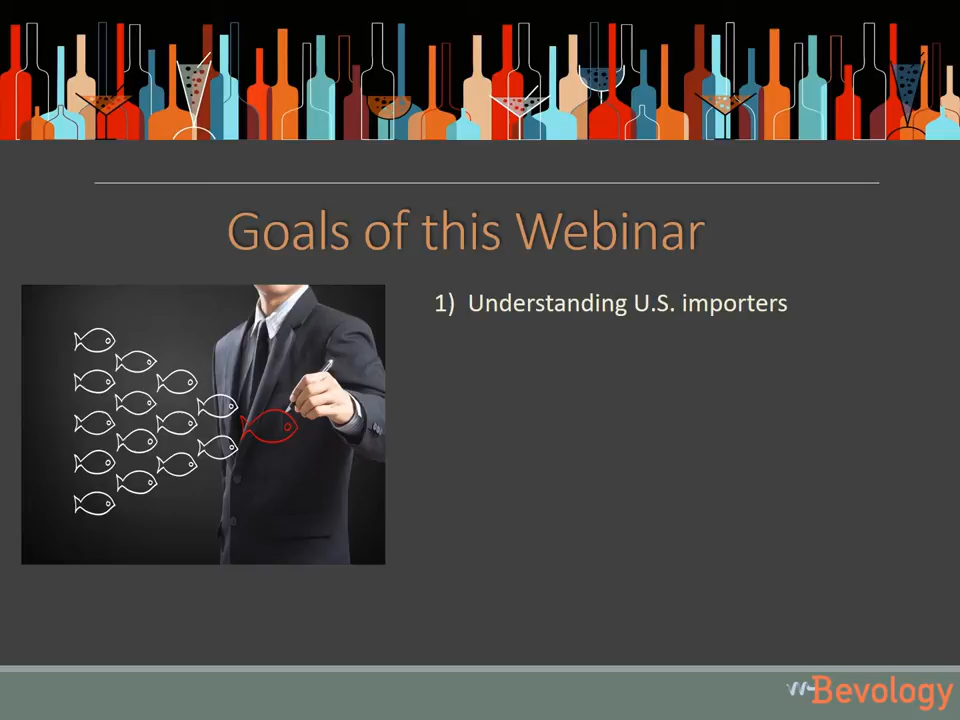 Goals of this Webinar
1) Understanding U.S. importers
Bevology